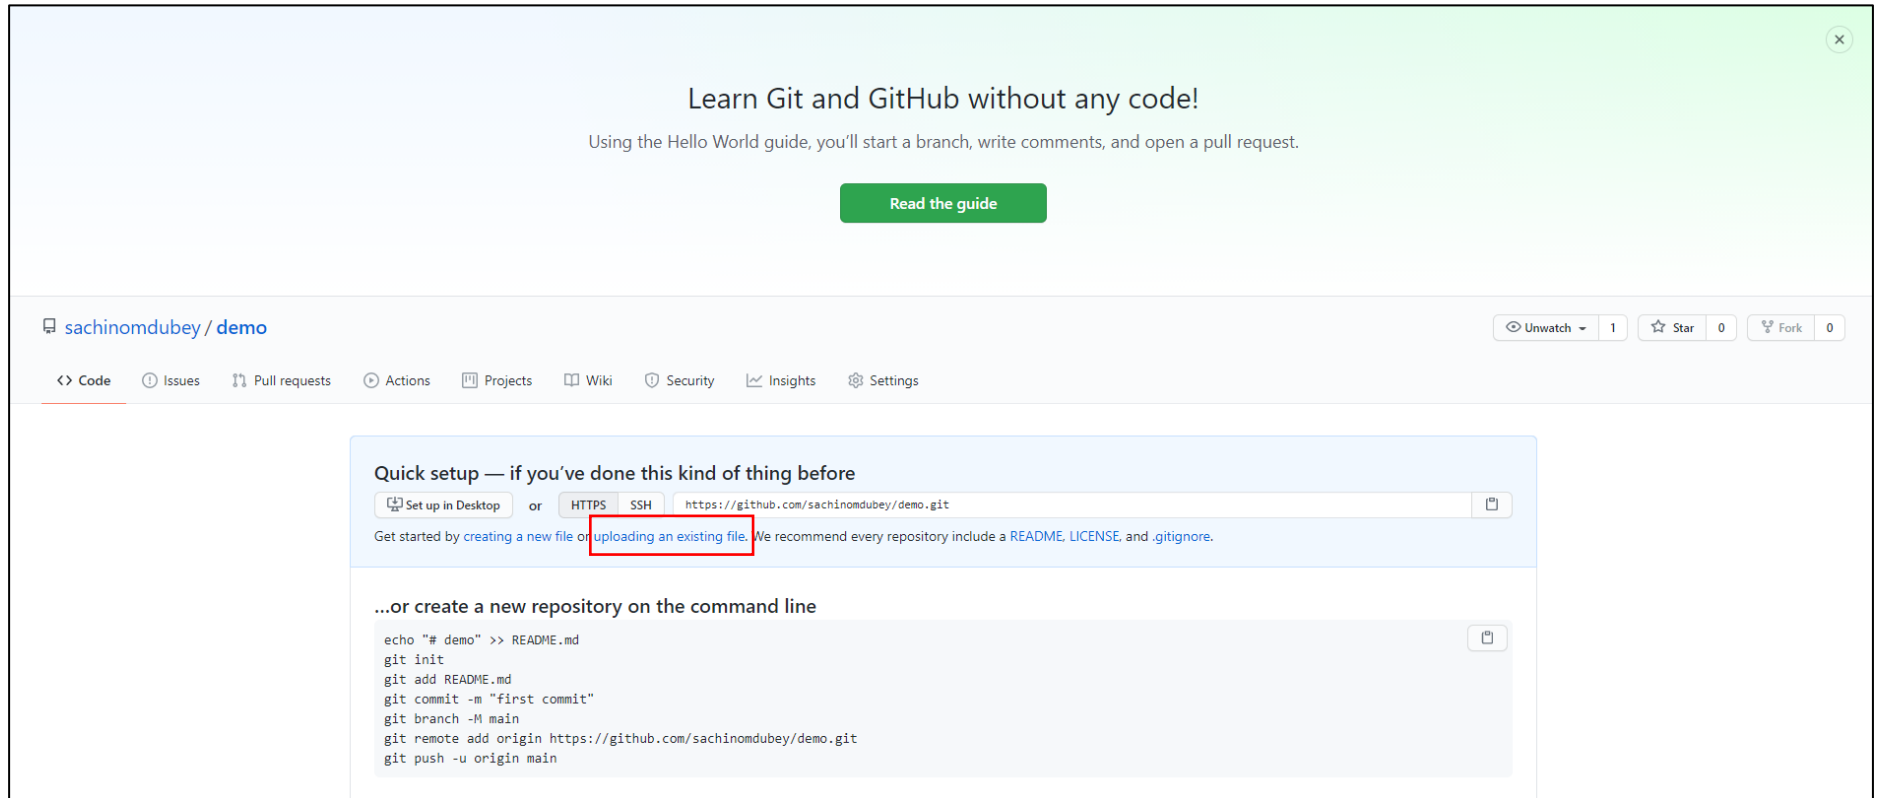 Learn Git and GitHub without any code!
Using the Hello World guide, you’ll start a branch, write comments, and open a pull request.
Read the guide
sachinomdubey / demo
Unwatch 1 Star 0 Fork 0
Code Issues Pull requests Actions Projects Wiki Security Insights Settings
Quick setup — if you’ve done this kind of thing before
Set up in Desktop or HTTPS SSH https://github.com/sachinomdubey/demo.git
Get started by creating a new file or uploading an existing file. We recommend every repository include a README, LICENSE, and .gitignore.
…or create a new repository on the command line
echo "# demo" >> README.md
git init
git add README.md
git commit -m "first commit"
git branch -M main
git remote add origin https://github.com/sachinomdubey/demo.git
git push -u origin main